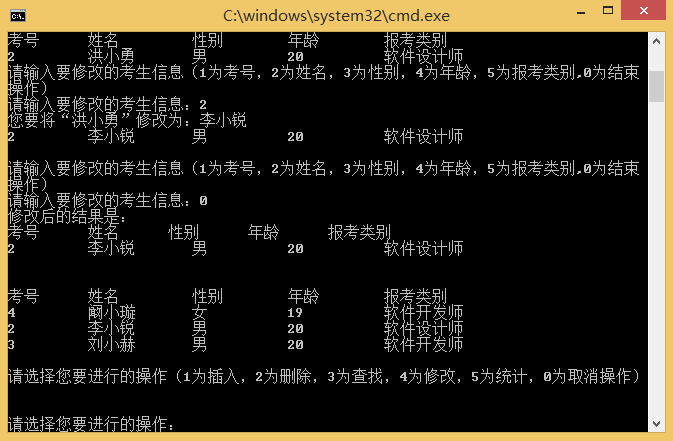 C:\windows\system32\cmd.exe
考号 姓名 性别 年龄 报考类别
2 洪小勇 男 20 软件设计师
请输入要修改的考生信息（1为考号，2为姓名，3为性别，4为年龄，5为报考类别,0为结束
操作）
请输入要修改的考生信息：2
您要将“洪小勇”修改为：李小锐
2 李小锐 男 20 软件设计师
请输入要修改的考生信息（1为考号，2为姓名，3为性别，4为年龄，5为报考类别,0为结束
操作）
请输入要修改的考生信息：0
修改后的结果是：
考号 姓名 性别 年龄 报考类别
2 李小锐 男 20 软件设计师
考号 姓名 性别 年龄 报考类别
4 阚小璇 女 19 软件开发师
2 李小锐 男 20 软件设计师
3 刘小赫 男 20 软件开发师
请选择您要进行的操作（1为插入，2为删除，3为查找，4为修改，5为统计，0为取消操作）
请选择您要进行的操作：